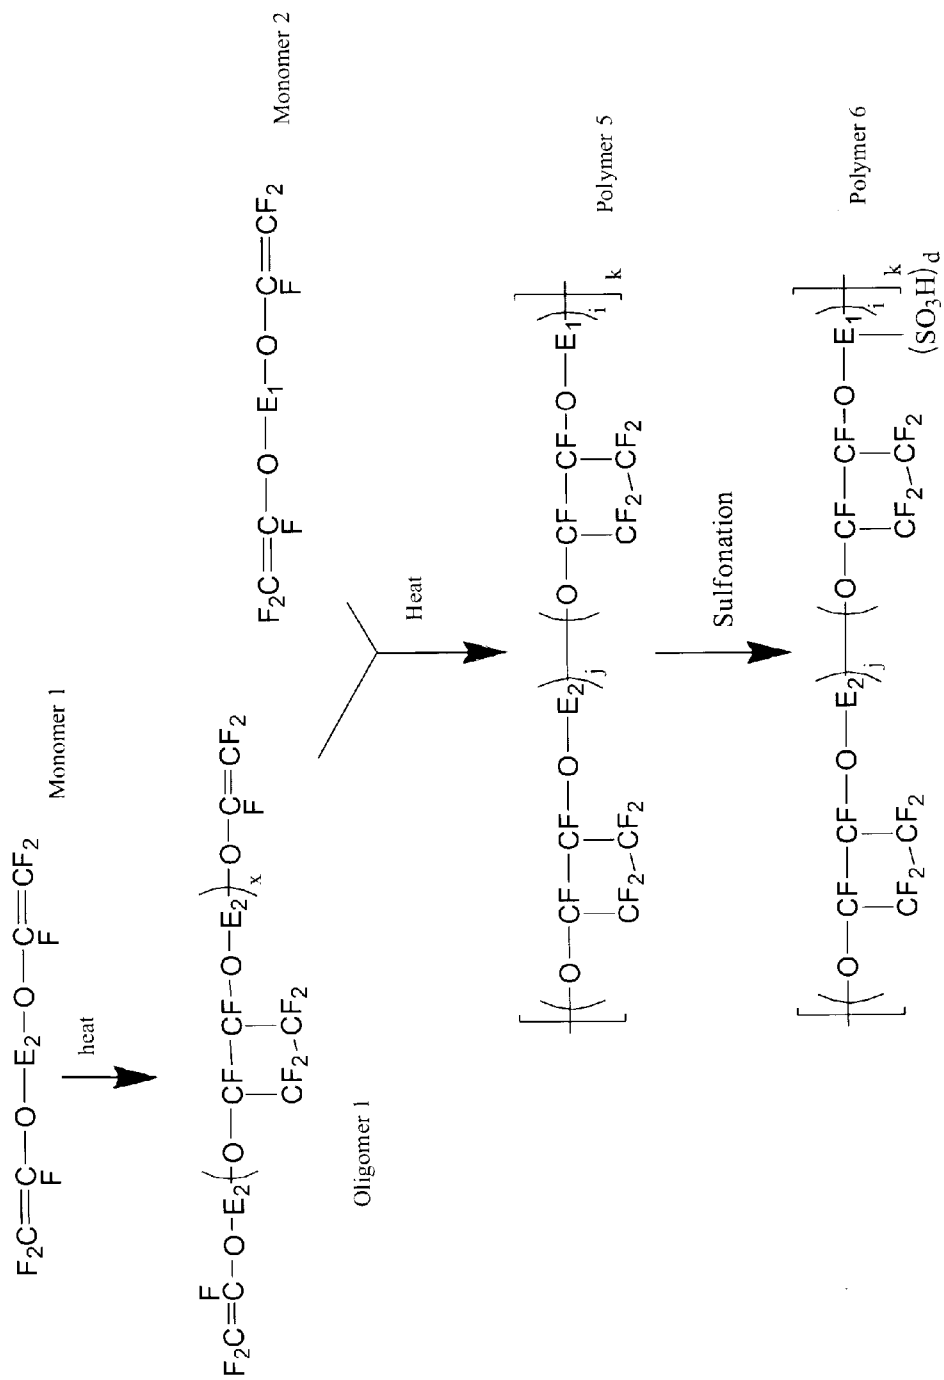 F₂C=C—O—E₂—O—C=CF₂
F F
Monomer 1
heat
F
F₂C=C—O—E₂(O—CF—CF—O—E₂)ₓO—C=CF₂
F
CF₂—CF₂
Oligomer 1
F₂C=C—O—E₁—O—C=CF₂
F F
Monomer 2
Heat
[(O—CF—CF—O—E₂)ⱼ(O—CF—CF—O—E₁)ᵢ]ₖ
CF₂—CF₂ CF₂—CF₂
Polymer 5
Sulfonation
[(O—CF—CF—O—E₂)ⱼ(O—CF—CF—O—E₁)ᵢ]ₖ
CF₂—CF₂ CF₂—CF₂
(SO₃H)d
Polymer 6